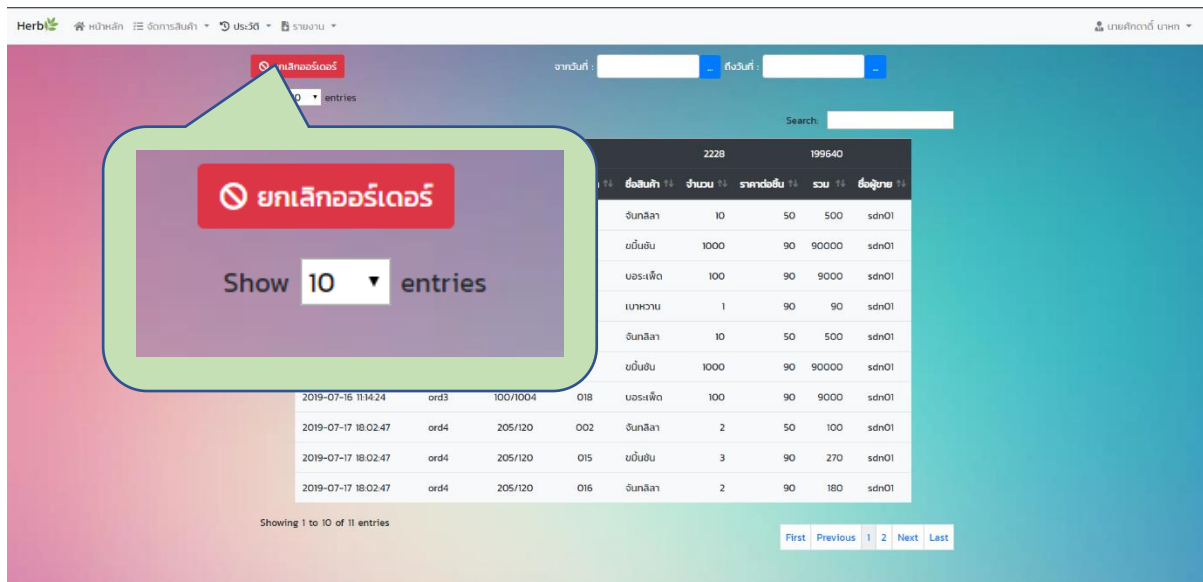 Herb หน้าหลัก จัดการสินค้า ประวัติ รายงาน นายศักดาดิ์ นาหก
ยกเลิกออร์เดอร์ จากวันที่ : ... ถึงวันที่ : ...
entries
Search:
2228 199640
ชื่อสินค้า จำนวน ราคาต่อชิ้น รวม ชื่อผู้ขาย
ยกเลิกออร์เดอร์
Show 10 entries
จันทลีลา 10 50 500 sdn01
ขมิ้นชัน 1000 90 90000 sdn01
บอระเพ็ด 100 90 9000 sdn01
เบาหวาน 1 90 90 sdn01
จันทลีลา 10 50 500 sdn01
ขมิ้นชัน 1000 90 90000 sdn01
2019-07-16 11:14:24 ord3 100/1004 018 บอระเพ็ด 100 90 9000 sdn01
2019-07-17 18:02:47 ord4 205/120 002 จันทลีลา 2 50 100 sdn01
2019-07-17 18:02:47 ord4 205/120 015 ขมิ้นชัน 3 90 270 sdn01
2019-07-17 18:02:47 ord4 205/120 016 จันทลีลา 2 90 180 sdn01
Showing 1 to 10 of 11 entries
First Previous 1 2 Next Last